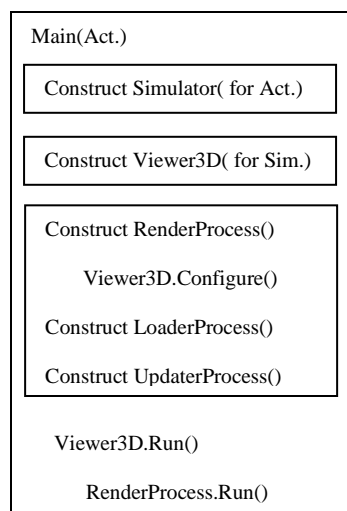 Main(Act.)
Construct Simulator( for Act.)
Construct Viewer3D( for Sim.)
Construct RenderProcess()
Viewer3D.Configure()
Construct LoaderProcess()
Construct UpdaterProcess()
Viewer3D.Run()
RenderProcess.Run()